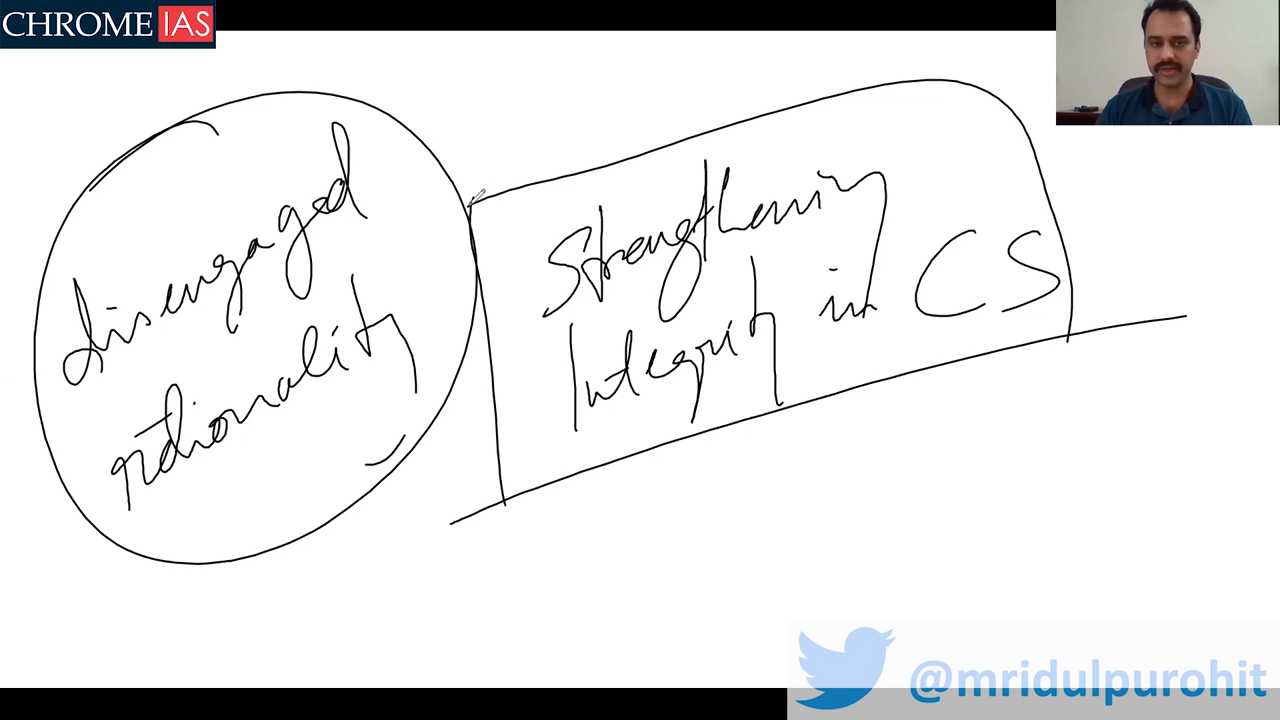 CHROME IAS
disengaged
rationality
Strengthening
Integrity in CS
@mridulpurohit